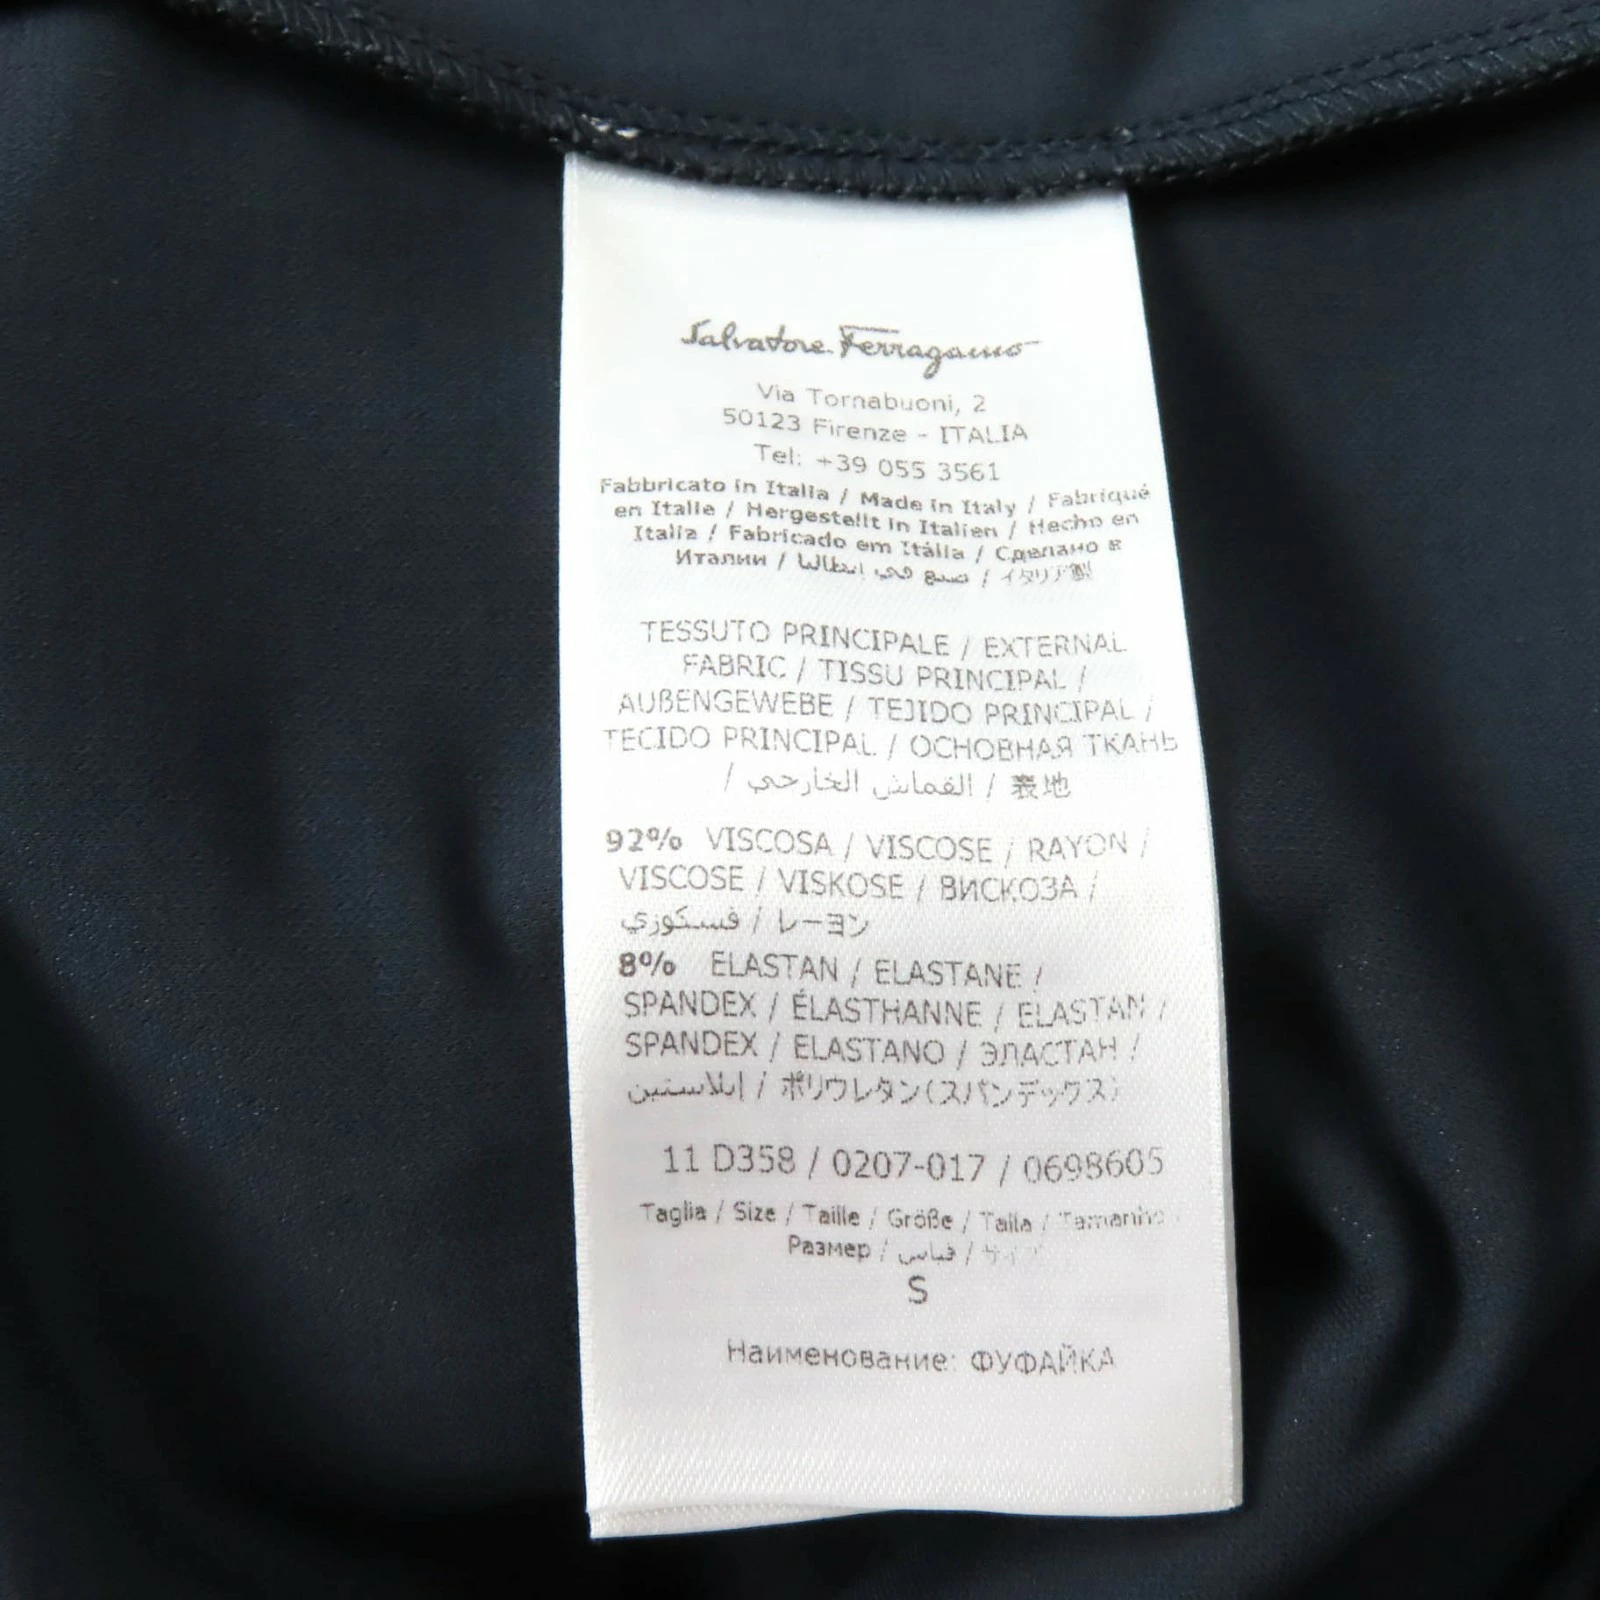 Salvatore Ferragamo
Via Tornabuoni, 2
50123 Firenze - ITALIA
Tel: +39 055 3561
Fabbricato in Italia / Made in Italy / Fabriqué
en Italie / Hergestellt in Italien / Hecho en
Italia / Fabricado em Itália / Сделано в
Италии / صنع في إيطاليا / イタリア製
TESSUTO PRINCIPALE / EXTERNAL
FABRIC / TISSU PRINCIPAL /
AUßENGEWEBE / TEJIDO PRINCIPAL /
TECIDO PRINCIPAL / ОСНОВНАЯ ТКАНЬ
/ القماش الخارجي / 表地
92% VISCOSA / VISCOSE / RAYON /
VISCOSE / VISKOSE / ВИСКОЗА /
فسكوزي / レーヨン
8% ELASTAN / ELASTANE /
SPANDEX / ÉLASTHANNE / ELASTAN /
SPANDEX / ELASTANO / ЭЛАСТАН /
إيلاستين / ポリウレタン(スパンデックス)
11 D358 / 0207-017 / 0698605
Taglia / Size / Taille / Größe / Talla / Tamanho /
Размер / قياس / サイズ
S
Наименование: ФУФАЙКА